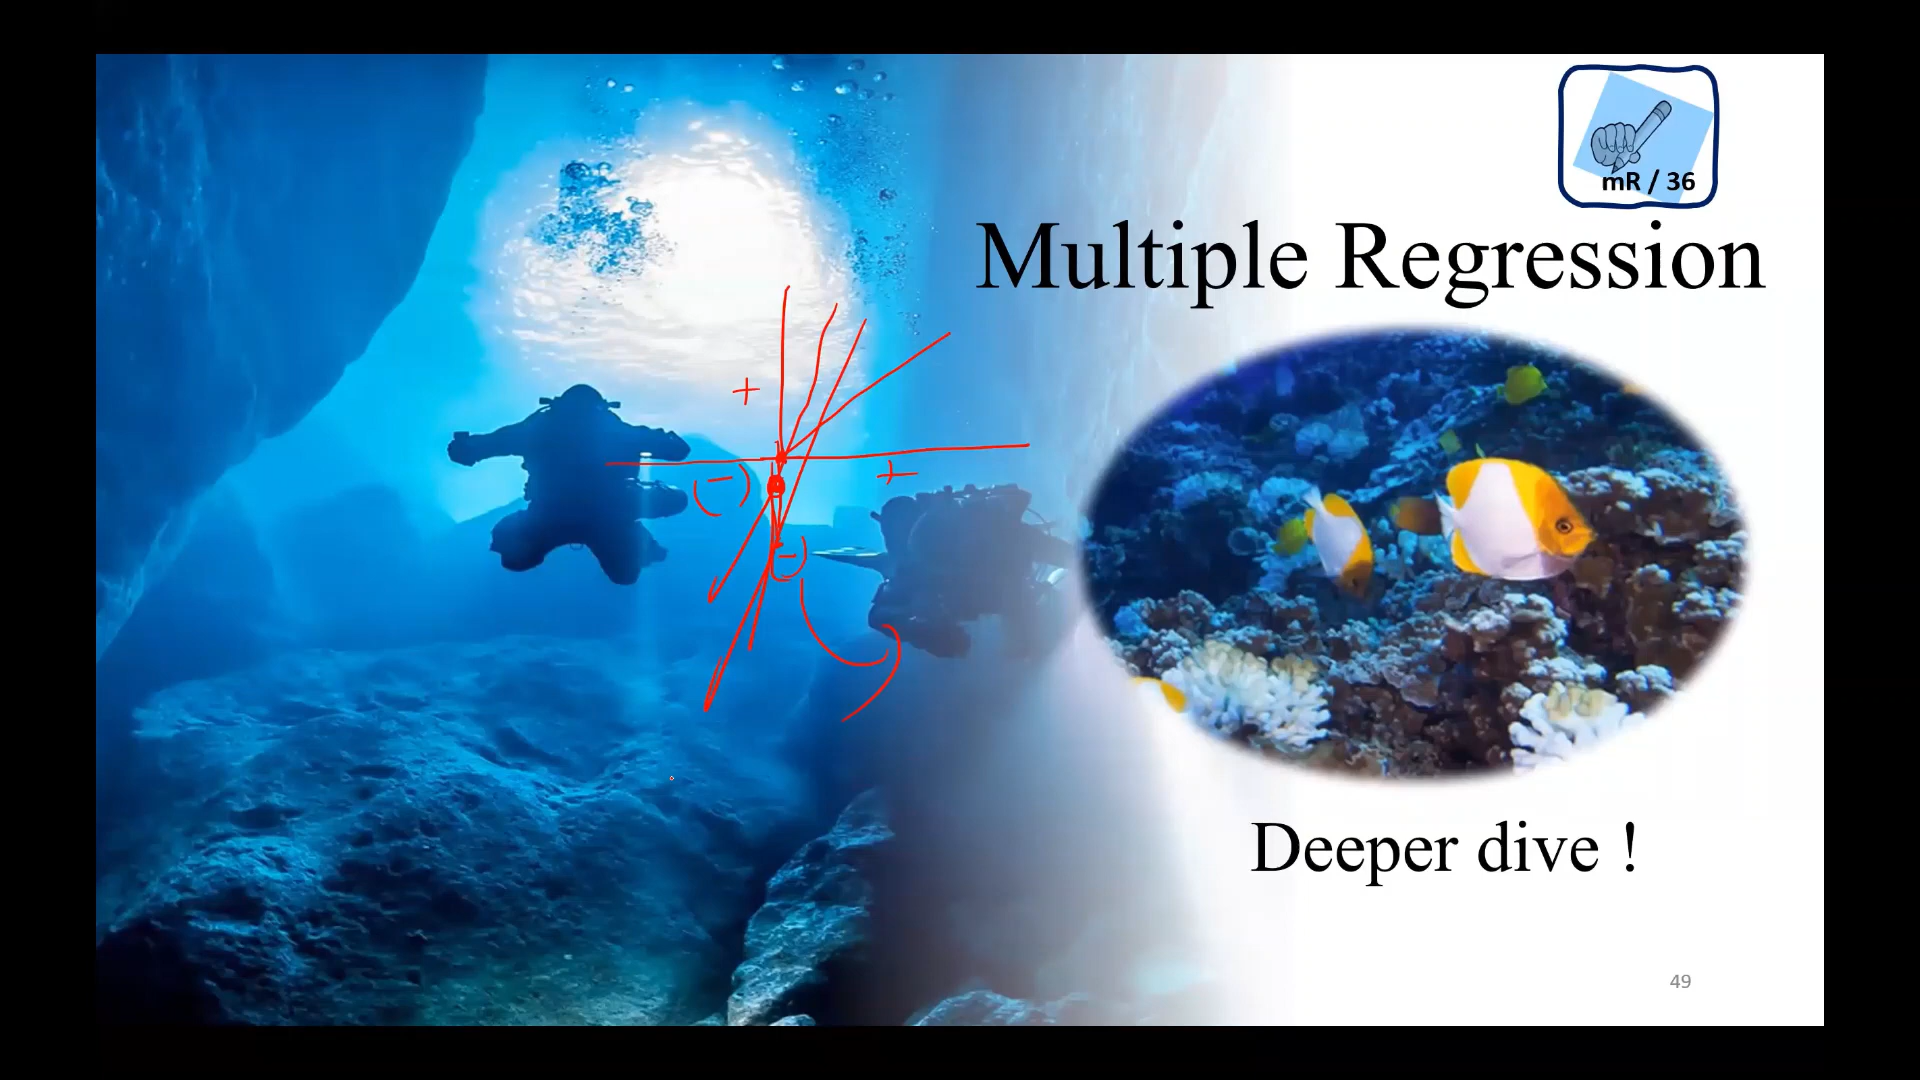 mR / 36
Multiple Regression
+
(-)
+
(-)
Deeper dive !
49